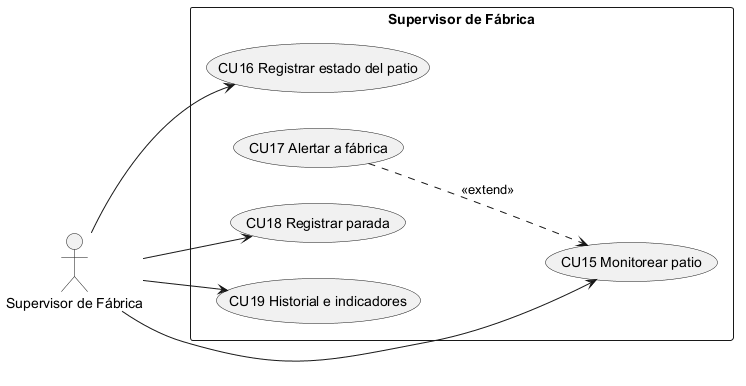 Supervisor de Fábrica
CU16 Registrar estado del patio
CU17 Alertar a fábrica
«extend»
CU18 Registrar parada
CU15 Monitorear patio
CU19 Historial e indicadores
Supervisor de Fábrica